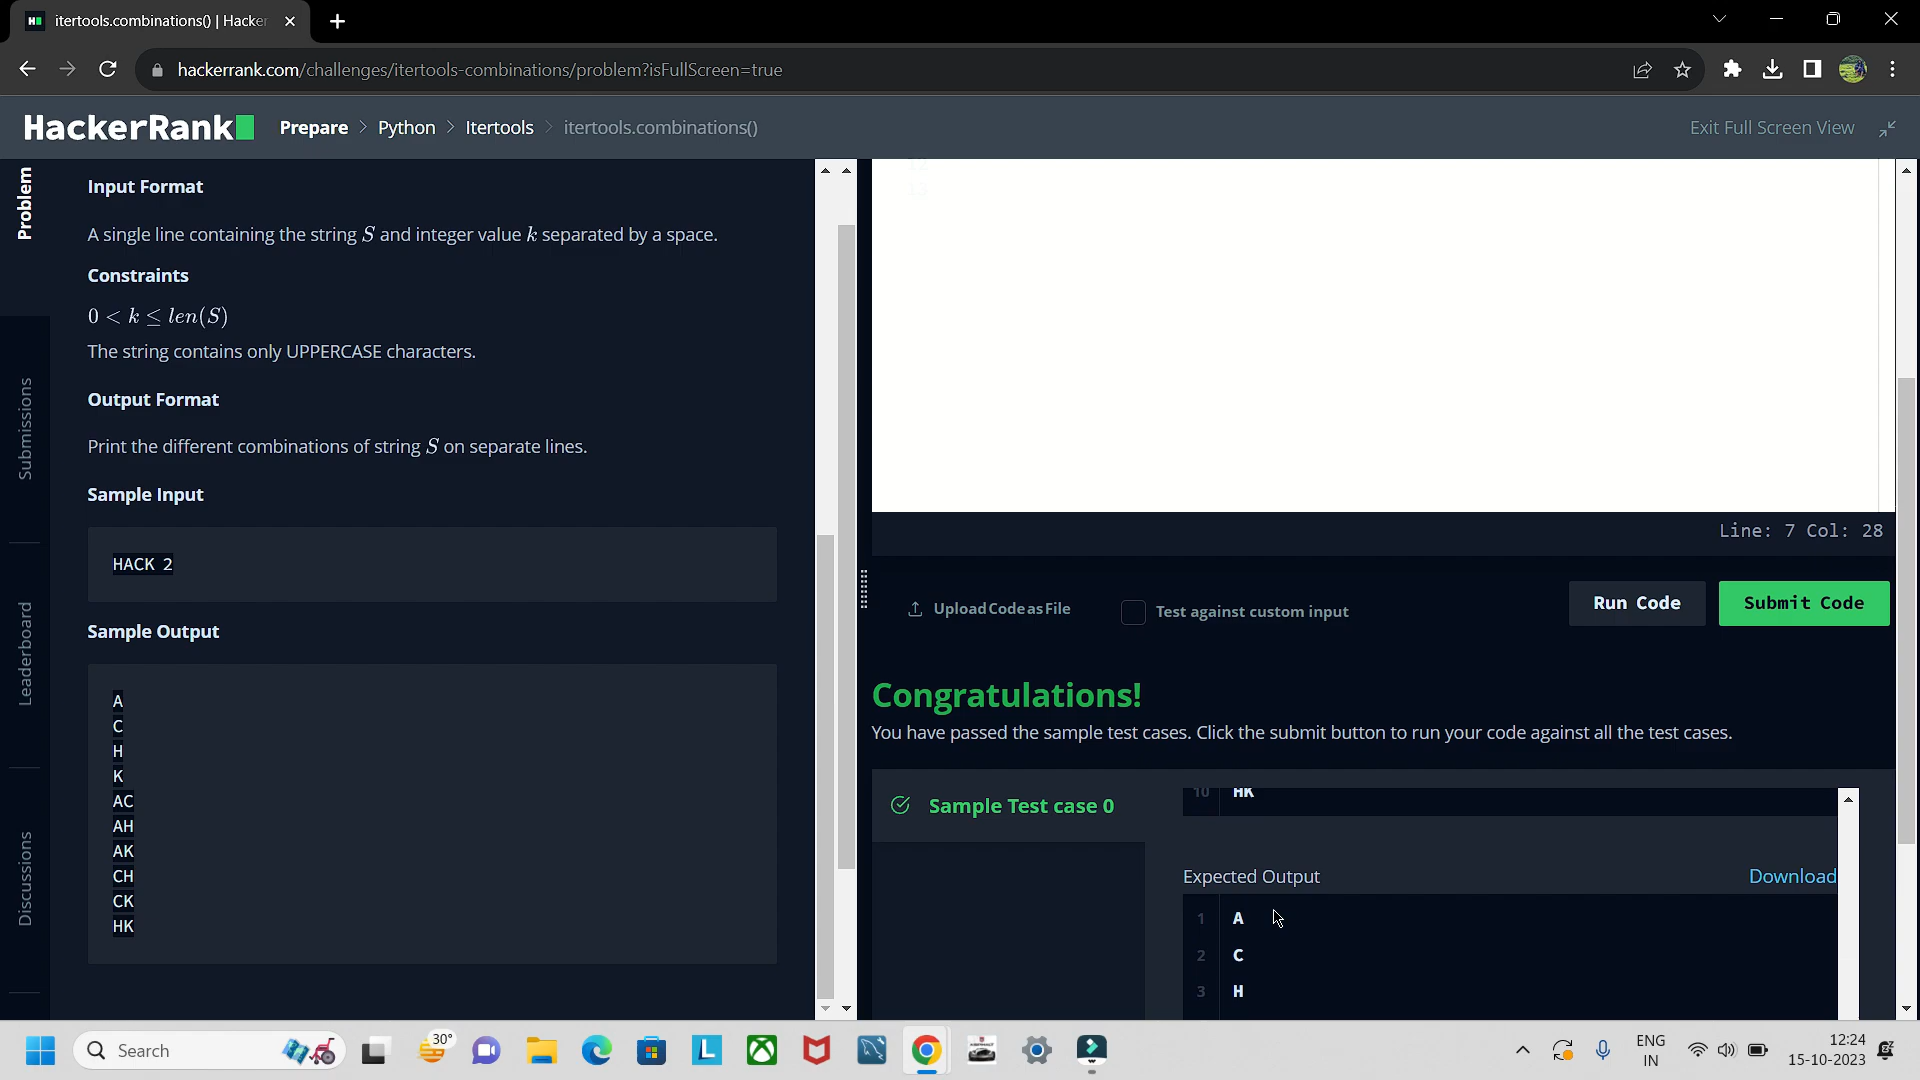 itertools.combinations() | Hacker
hackerrank.com/challenges/itertools-combinations/problem?isFullScreen=true
HackerRank
Prepare > Python > Itertools > itertools.combinations()
Exit Full Screen View
Problem
Submissions
Leaderboard
Discussions
Input Format
A single line containing the string S and integer value k separated by a space.
Constraints
0 < k ≤ len(S)
The string contains only UPPERCASE characters.
Output Format
Print the different combinations of string S on separate lines.
Sample Input
HACK 2
Sample Output
A
C
H
K
AC
AH
AK
CH
CK
HK
Line: 7 Col: 28
Upload Code as File
Test against custom input
Run Code
Submit Code
Congratulations!
You have passed the sample test cases. Click the submit button to run your code against all the test cases.
Sample Test case 0
10 HK
Expected Output
Download
1 A
2 C
3 H
Search
30°
ENG
IN
12:24
15-10-2023